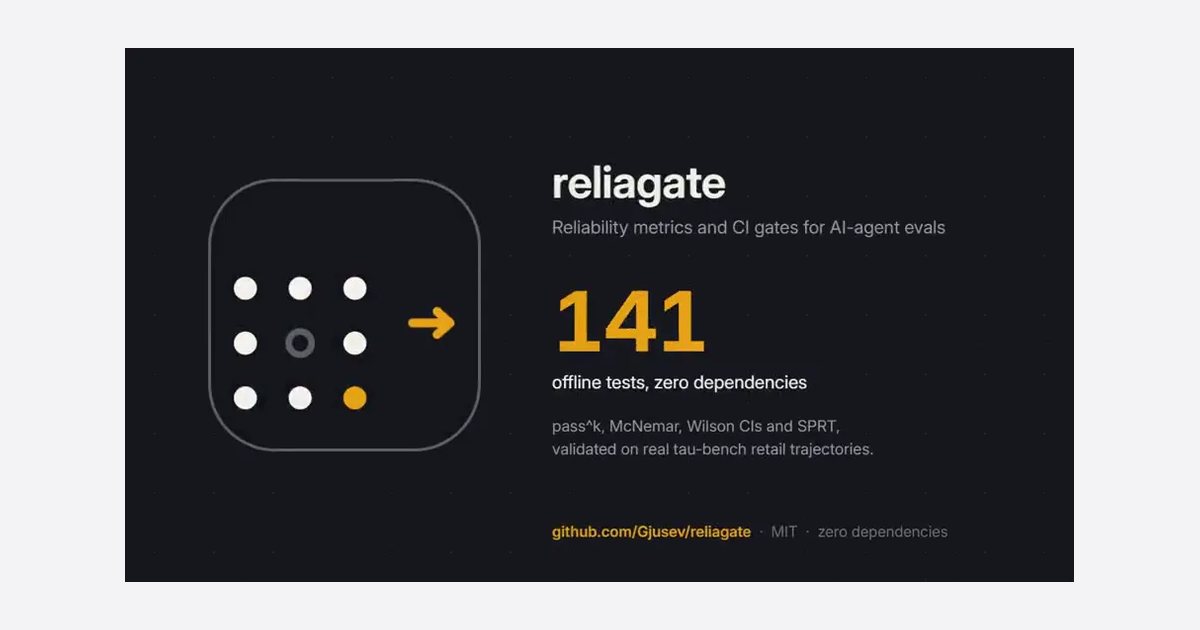 reliagate
Reliability metrics and CI gates for AI-agent evals
141
offline tests, zero dependencies
pass^k, McNemar, Wilson CIs and SPRT,
validated on real tau-bench retail trajectories.
github.com/Gjusev/reliagate · MIT · zero dependencies